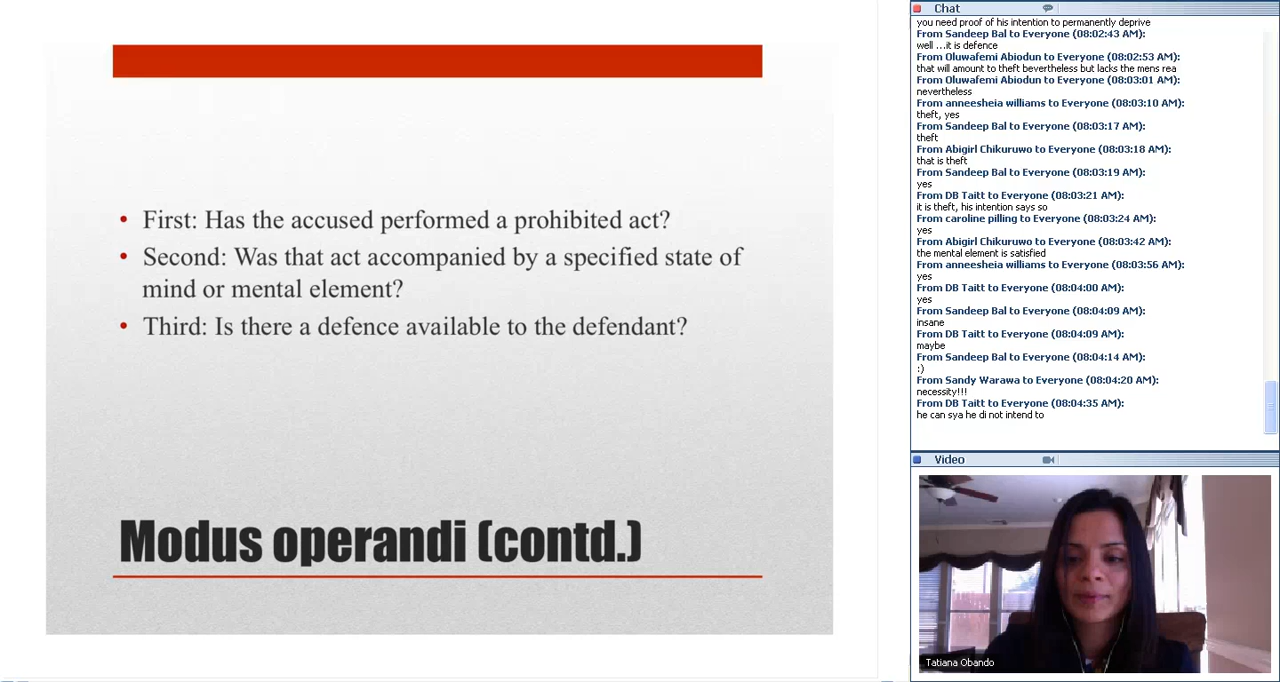 First: Has the accused performed a prohibited act?
Second: Was that act accompanied by a specified state of
mind or mental element?
Third: Is there a defence available to the defendant?
Modus operandi (contd.)
Chat
you need proof of his intention to permanently deprive
From Sandeep Bal to Everyone (08:02:43 AM):
well ...it is defence
From Oluwafemi Abiodun to Everyone (08:02:53 AM):
that will amount to theft bevertheless but lacks the mens rea
From Oluwafemi Abiodun to Everyone (08:03:01 AM):
nevertheless
From anneesheia williams to Everyone (08:03:10 AM):
theft, yes
From Sandeep Bal to Everyone (08:03:17 AM):
theft
From Abigirl Chikuruwo to Everyone (08:03:18 AM):
that is theft
From Sandeep Bal to Everyone (08:03:19 AM):
yes
From DB Taitt to Everyone (08:03:21 AM):
it is theft, his intention says so
From caroline pilling to Everyone (08:03:24 AM):
yes
From Abigirl Chikuruwo to Everyone (08:03:42 AM):
the mental element is satisfied
From anneesheia williams to Everyone (08:03:56 AM):
yes
From DB Taitt to Everyone (08:04:00 AM):
yes
From Sandeep Bal to Everyone (08:04:09 AM):
insane
From DB Taitt to Everyone (08:04:09 AM):
maybe
From Sandeep Bal to Everyone (08:04:14 AM):
:)
From Sandy Warawa to Everyone (08:04:20 AM):
necessity!!!
From DB Taitt to Everyone (08:04:35 AM):
he can sya he di not intend to
Video
Tatiana Obando